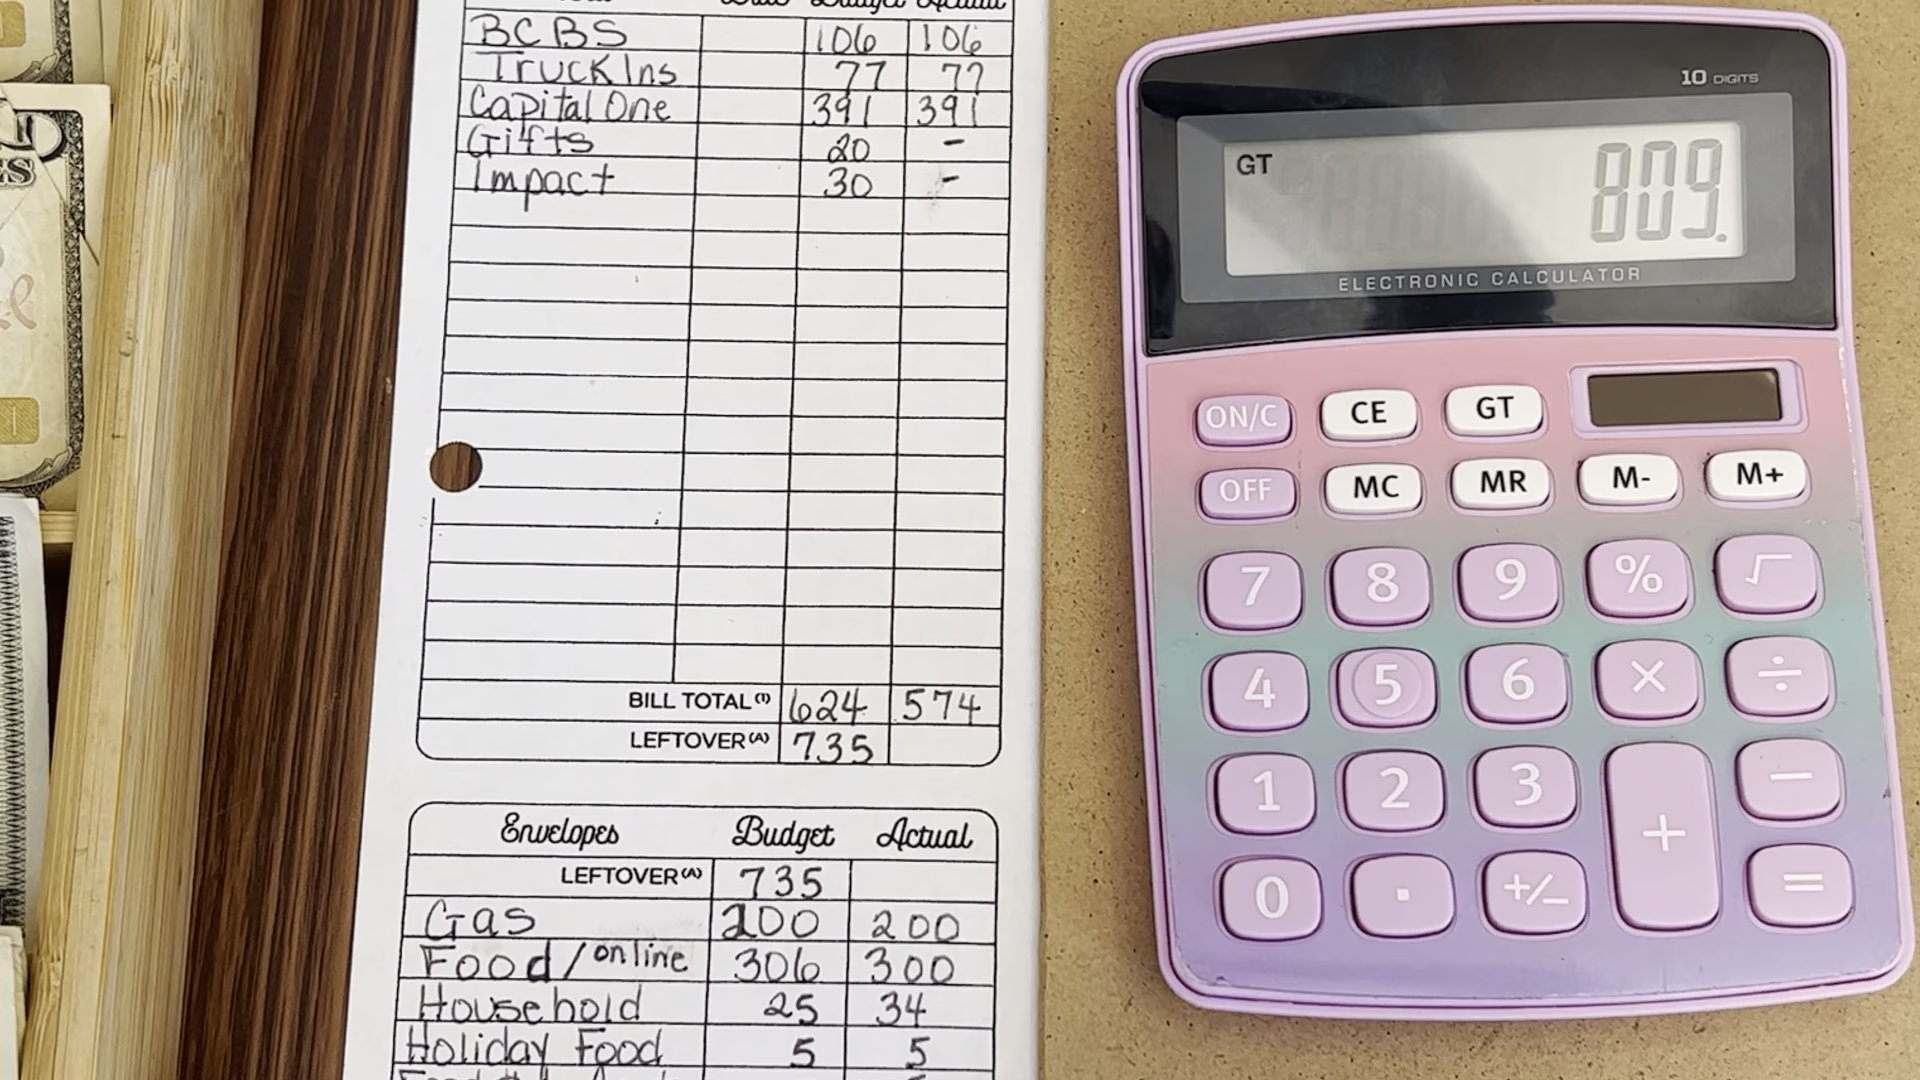 Budget Actual
BCBS 106 106
Truck Ins 77 77
Capital One 391 391
Gifts 20 -
Impact 30 -
BILL TOTAL(1) 624 574
LEFTOVER(A) 735
Envelopes Budget Actual
LEFTOVER(A) 735
Gas 200 200
Food/online 306 300
Household 25 34
Holiday Food 5 5
10 DIGITS
GT
809.
ELECTRONIC CALCULATOR
ON/C CE GT
OFF MC MR M- M+
7 8 9 % √
4 5 6 × ÷
1 2 3 + −
0 . +/− =